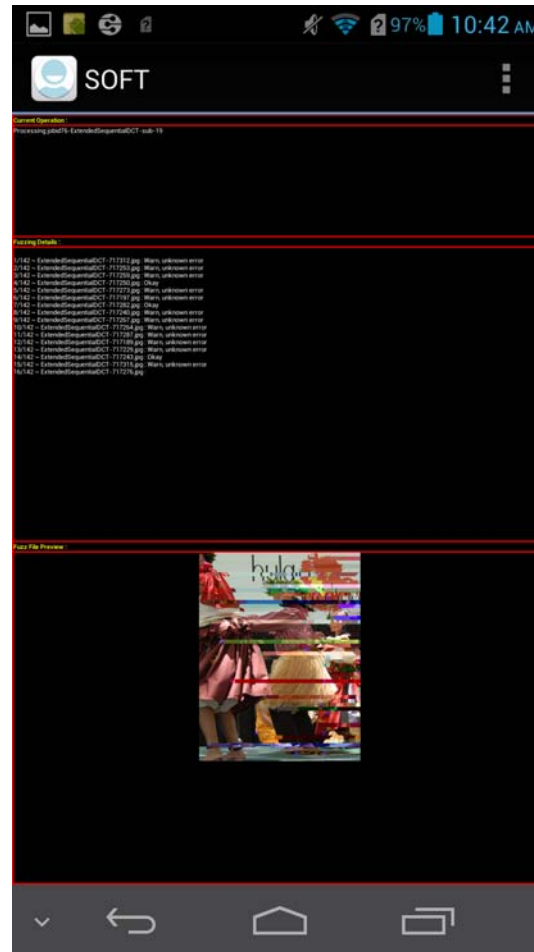 97% 10:42 AM
SOFT
Current Operation :
Processing jobid75-ExtendedSequentialDCT-sub-19
Fuzzing Details :
1/142 ~ ExtendedSequentialDCT-717312.jpg : Warn, unknown error
2/142 ~ ExtendedSequentialDCT-717253.jpg : Warn, unknown error
3/142 ~ ExtendedSequentialDCT-717259.jpg : Warn, unknown error
4/142 ~ ExtendedSequentialDCT-717250.jpg : Okay
5/142 ~ ExtendedSequentialDCT-717273.jpg : Warn, unknown error
6/142 ~ ExtendedSequentialDCT-717197.jpg : Warn, unknown error
7/142 ~ ExtendedSequentialDCT-717282.jpg : Okay
8/142 ~ ExtendedSequentialDCT-717240.jpg : Warn, unknown error
9/142 ~ ExtendedSequentialDCT-717257.jpg : Warn, unknown error
10/142 ~ ExtendedSequentialDCT-717264.jpg : Warn, unknown error
11/142 ~ ExtendedSequentialDCT-717287.jpg : Warn, unknown error
12/142 ~ ExtendedSequentialDCT-717189.jpg : Warn, unknown error
13/142 ~ ExtendedSequentialDCT-717229.jpg : Warn, unknown error
14/142 ~ ExtendedSequentialDCT-717243.jpg : Okay
15/142 ~ ExtendedSequentialDCT-717315.jpg : Warn, unknown error
16/142 ~ ExtendedSequentialDCT-717276.jpg :
Fuzz File Preview :